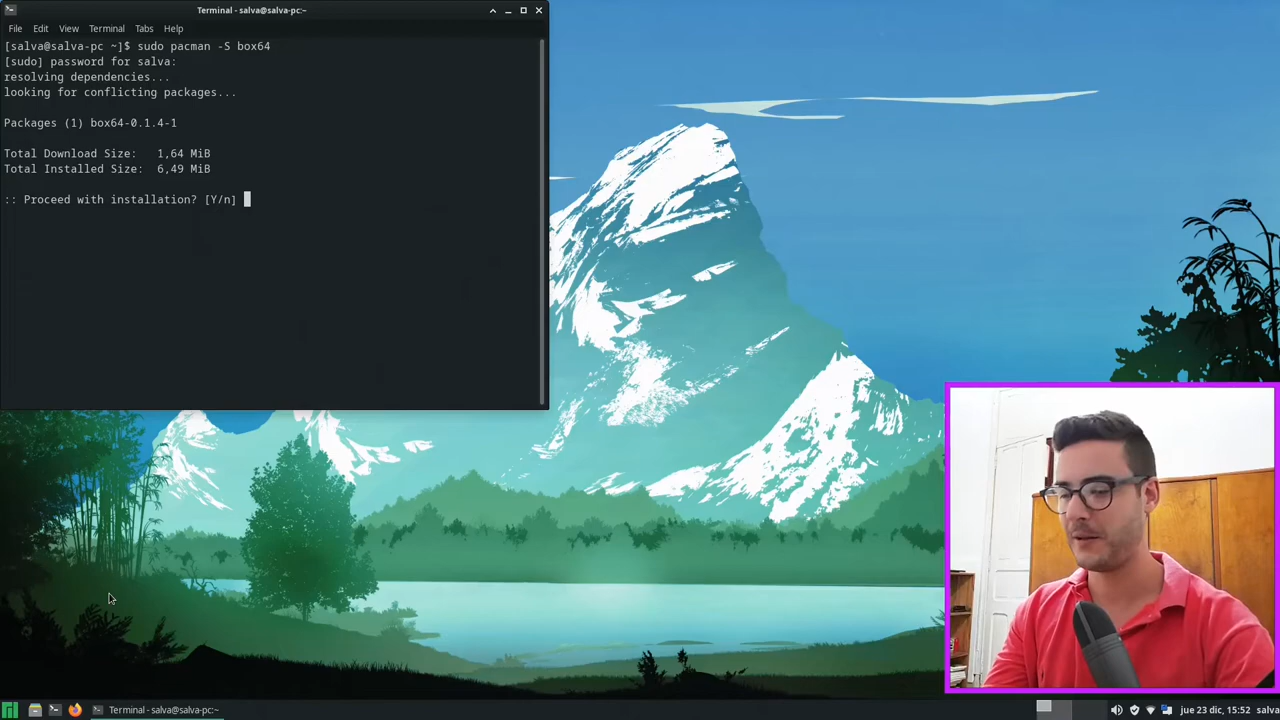 Terminal - salva@salva-pc:~
File Edit View Terminal Tabs Help
[salva@salva-pc ~]$ sudo pacman -S box64
[sudo] password for salva:
resolving dependencies...
looking for conflicting packages...
Packages (1) box64-0.1.4-1
Total Download Size:   1,64 MiB
Total Installed Size:  6,49 MiB
:: Proceed with installation? [Y/n]
Terminal - salva@salva-pc:~
jue 23 dic, 15:52 salva